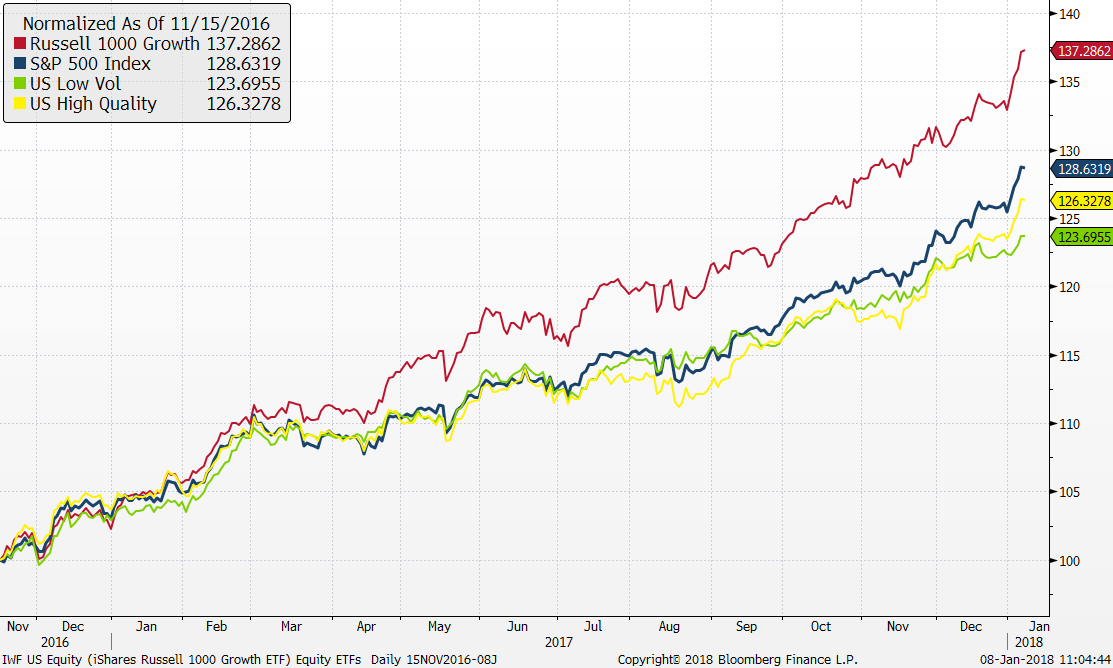 Normalized As Of 11/15/2016
Russell 1000 Growth 137.2862
S&P 500 Index 128.6319
US Low Vol 123.6955
US High Quality 126.3278
140
137.2862
135
130
128.6319
126.3278
125
123.6955
120
115
110
105
100
Nov Dec Jan Feb Mar Apr May Jun Jul Aug Sep Oct Nov Dec Jan
2016 2017 2018
IWF US Equity (iShares Russell 1000 Growth ETF) Equity ETFs Daily 15NOV2016-08J Copyright© 2018 Bloomberg Finance L.P. 08-Jan-2018 11:04:44